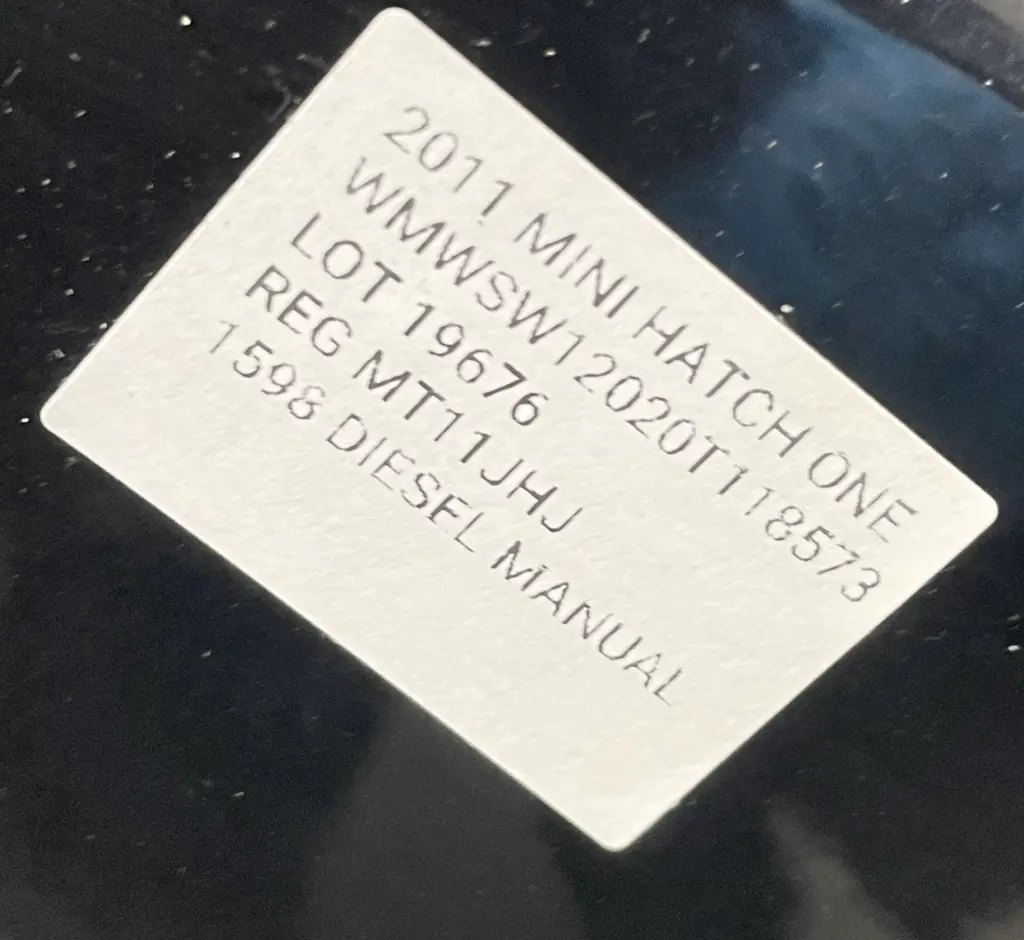 2011 MINI HATCH ONE
WMWSW12020T118573
LOT 19676
REG MT11JHJ
1598 DIESEL MANUAL